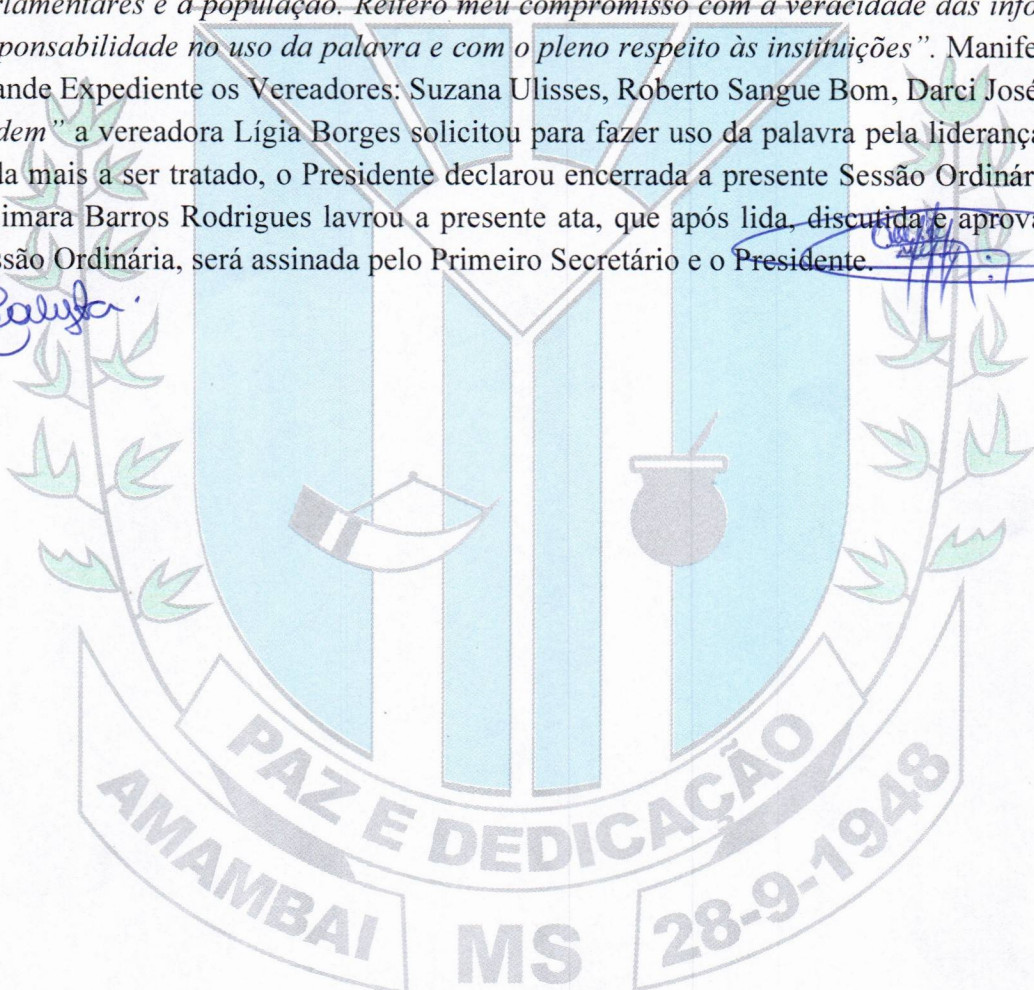 rlamentares e a população. Reitero meu compromisso com a veracidade das info
ponsabilidade no uso da palavra e com o pleno respeito às instituições”. Manife
ande Expediente os Vereadores: Suzana Ulisses, Roberto Sangue Bom, Darci José
dem” a vereadora Lígia Borges solicitou para fazer uso da palavra pela liderança
da mais a ser tratado, o Presidente declarou encerrada a presente Sessão Ordinár
imara Barros Rodrigues lavrou a presente ata, que após lida, discutida e aprova
ssão Ordinária, será assinada pelo Primeiro Secretário e o Presidente.
PAZ E DEDICAÇÃO
AMAMBAI
MS
28-9-1948